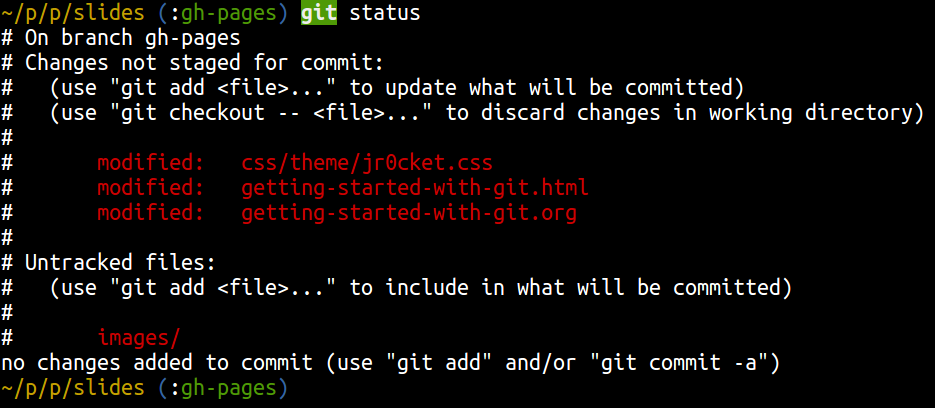 ~/p/p/slides (:gh-pages) git status
# On branch gh-pages
# Changes not staged for commit:
#   (use "git add <file>..." to update what will be committed)
#   (use "git checkout -- <file>..." to discard changes in working directory)
#
#       modified:   css/theme/jr0cket.css
#       modified:   getting-started-with-git.html
#       modified:   getting-started-with-git.org
#
# Untracked files:
#   (use "git add <file>..." to include in what will be committed)
#
#       images/
no changes added to commit (use "git add" and/or "git commit -a")
~/p/p/slides (:gh-pages)